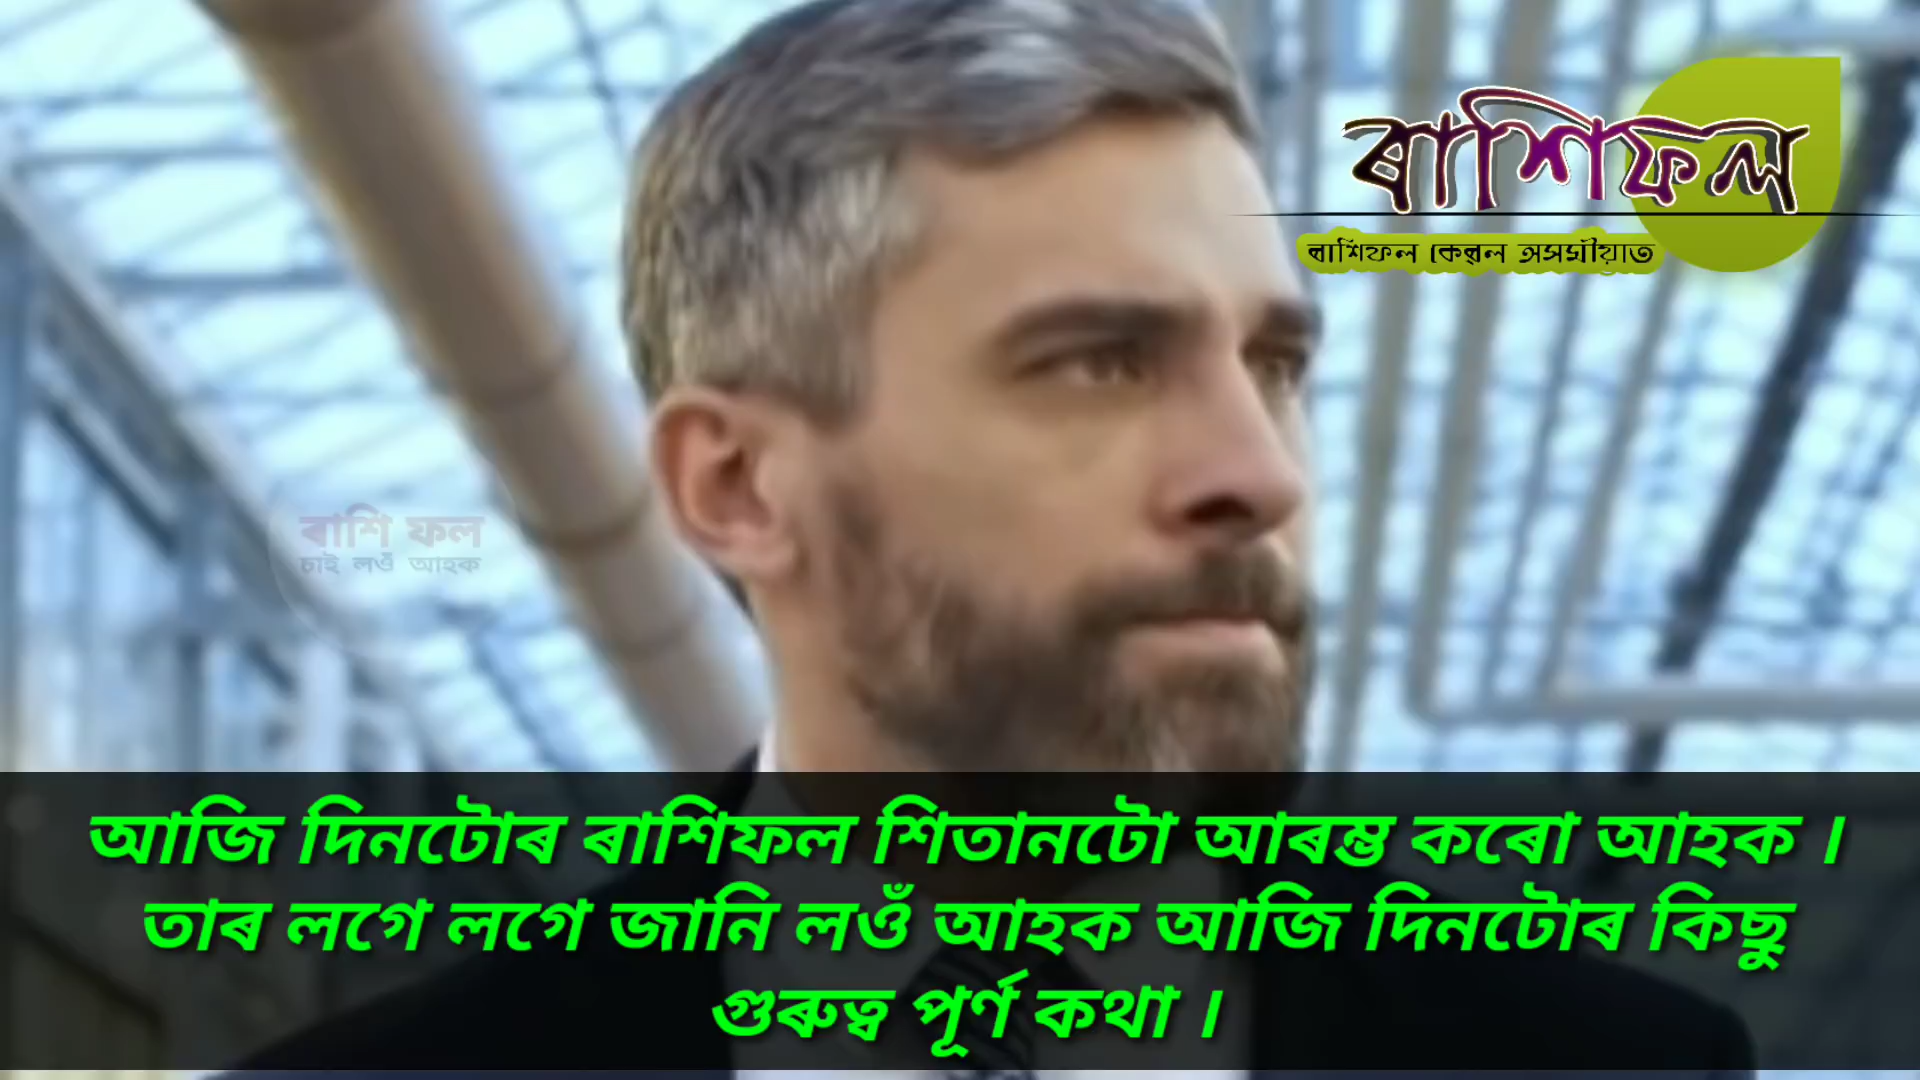 ৰাশিফল
ৰাশিফল কেৱল অসমীয়াত
ৰাশি ফল
চাই লওঁ আহক
আজি দিনটোৰ ৰাশিফল শিতানটো আৰম্ভ কৰো আহক ।
তাৰ লগে লগে জানি লওঁ আহক আজি দিনটোৰ কিছু
গুৰুত্ব পূৰ্ণ কথা ।